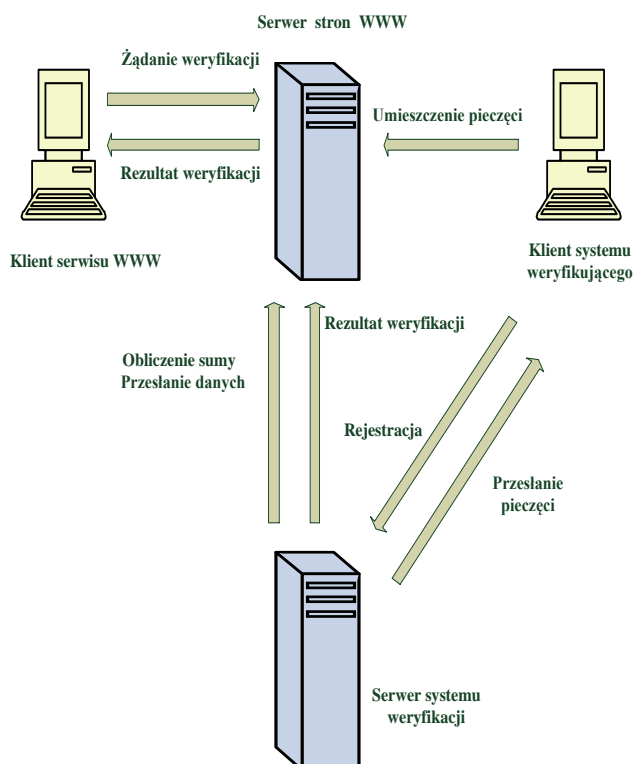 Serwer stron WWW
Żądanie weryfikacji
Umieszczenie pieczęci
Rezultat weryfikacji
Klient serwisu WWW
Klient systemu
weryfikującego
Rezultat weryfikacji
Obliczenie sumy
Przesłanie danych
Rejestracja
Przesłanie
pieczęci
Serwer systemu
weryfikacji